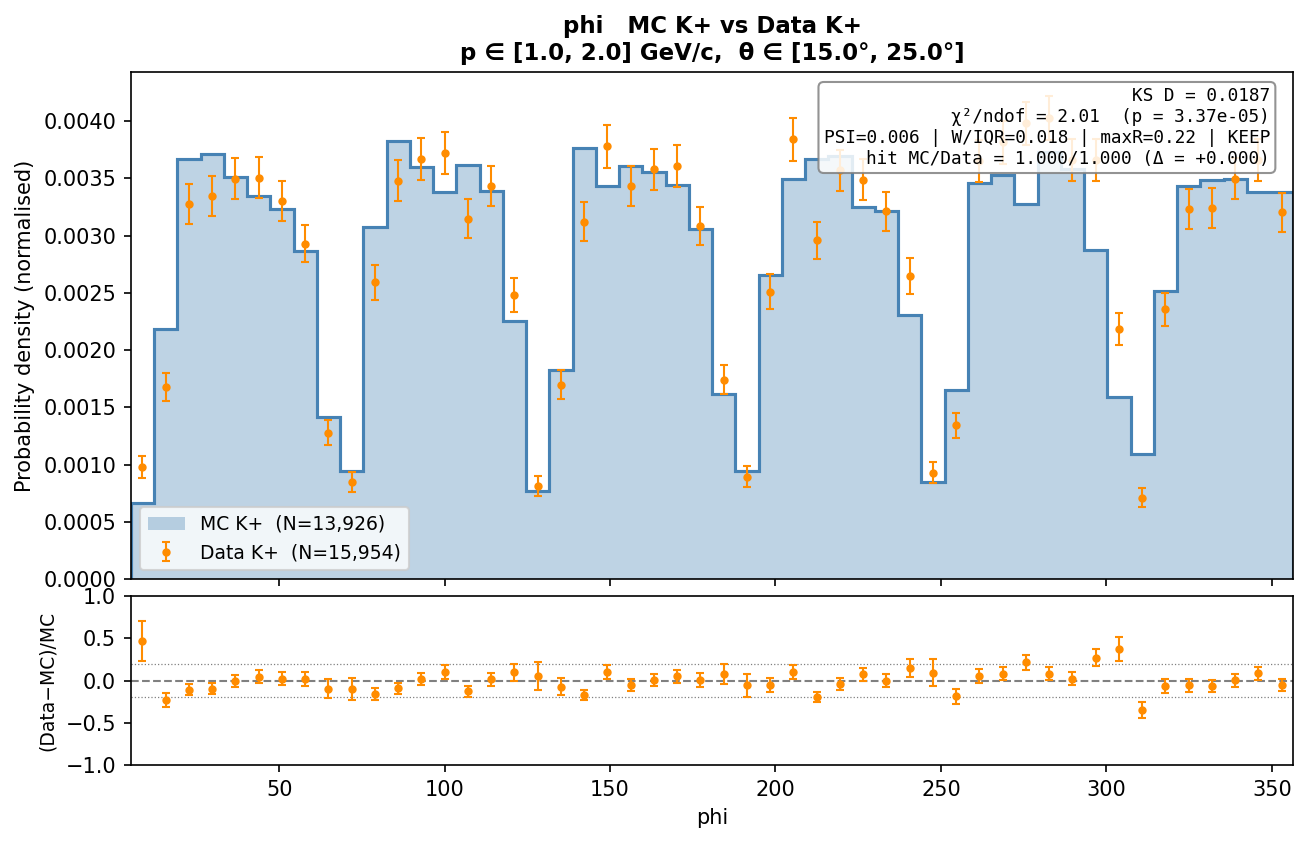 phi   MC K+ vs Data K+
p ∈ [1.0, 2.0] GeV/c,  θ ∈ [15.0°, 25.0°]
KS D = 0.0187
χ²/ndof = 2.01  (p = 3.37e-05)
PSI=0.006 | W/IQR=0.018 | maxR=0.22 | KEEP
hit MC/Data = 1.000/1.000 (Δ = +0.000)
Probability density (normalised)
0.0040
0.0035
0.0030
0.0025
0.0020
0.0015
0.0010
0.0005
0.0000
MC K+  (N=13,926)
Data K+  (N=15,954)
(Data−MC)/MC
1.0
0.5
0.0
−0.5
−1.0
50 100 150 200 250 300 350
phi